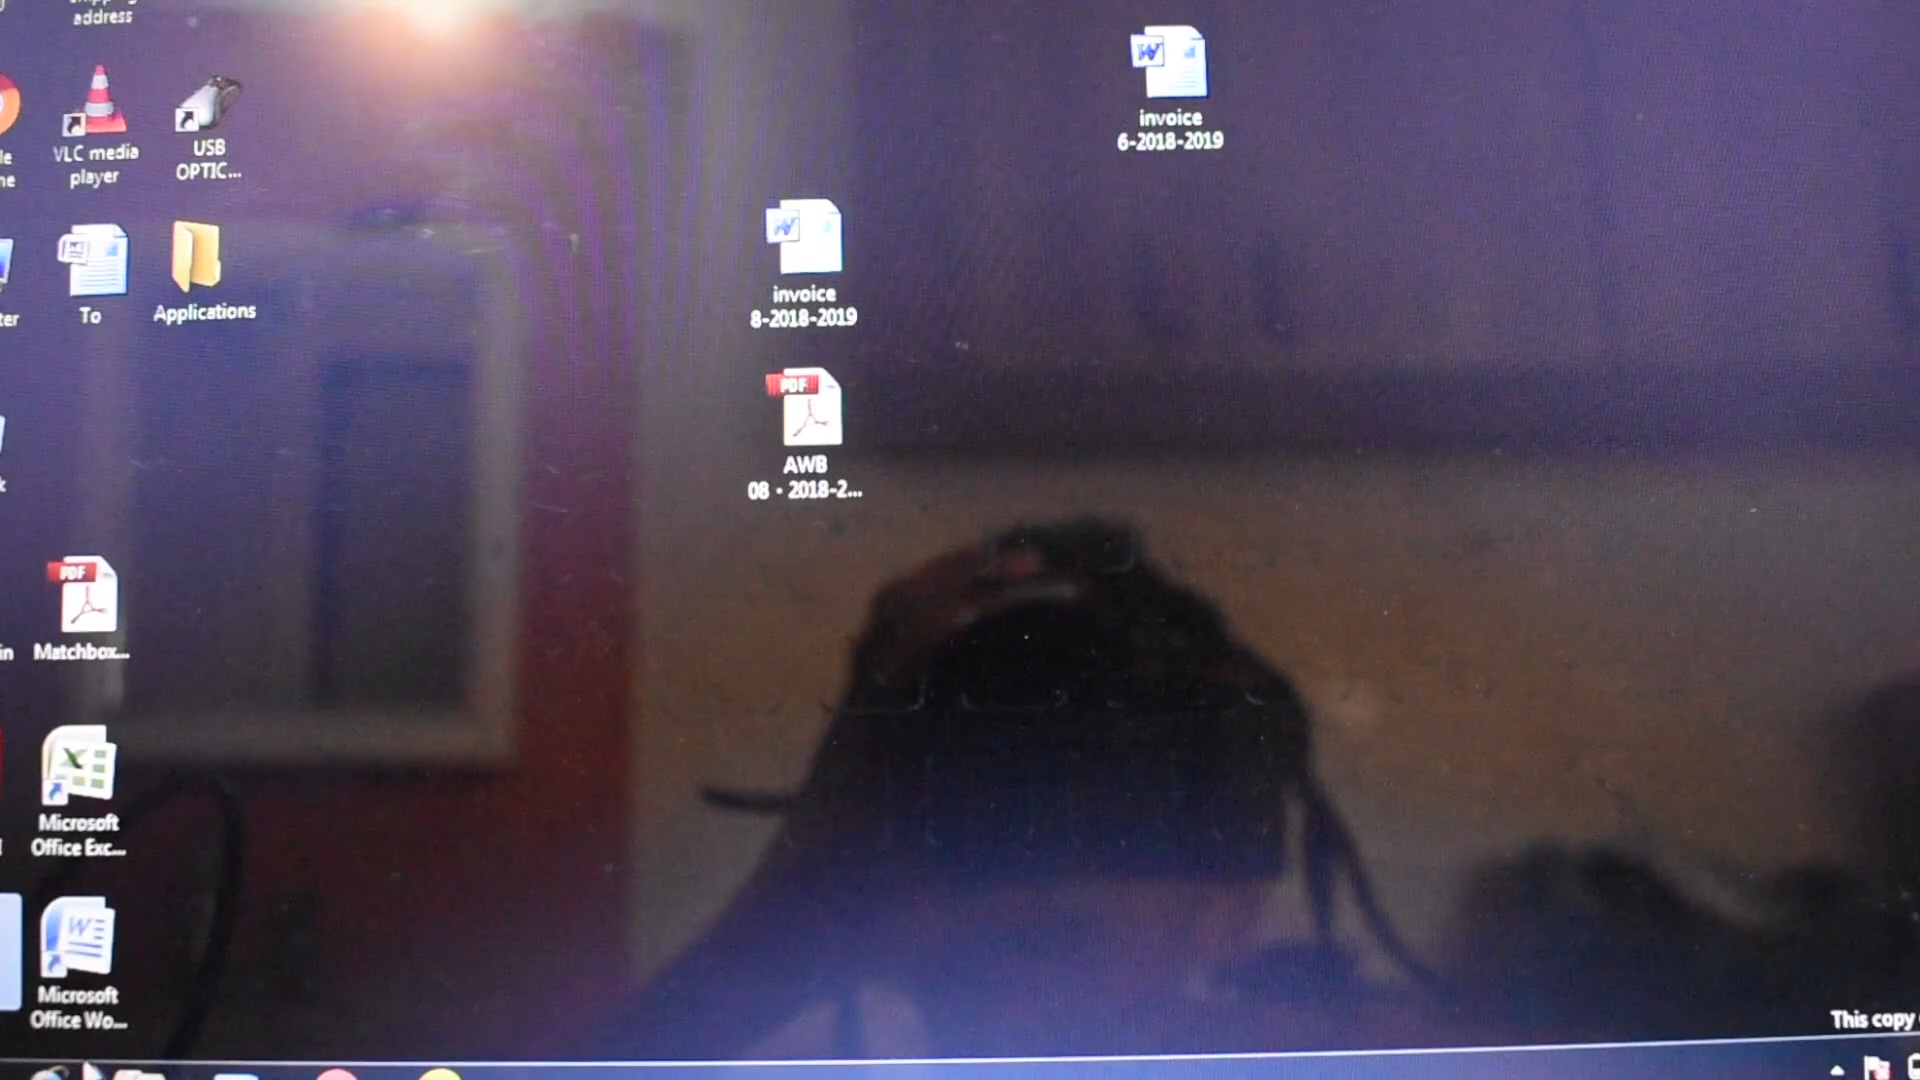 address
VLC media
player
USB
OPTIC...
To
Applications
invoice
6-2018-2019
invoice
8-2018-2019
PDF
AWB
08 • 2018-2...
PDF
Matchbox...
Microsoft
Office Exc...
Microsoft
Office Wo...
This copy